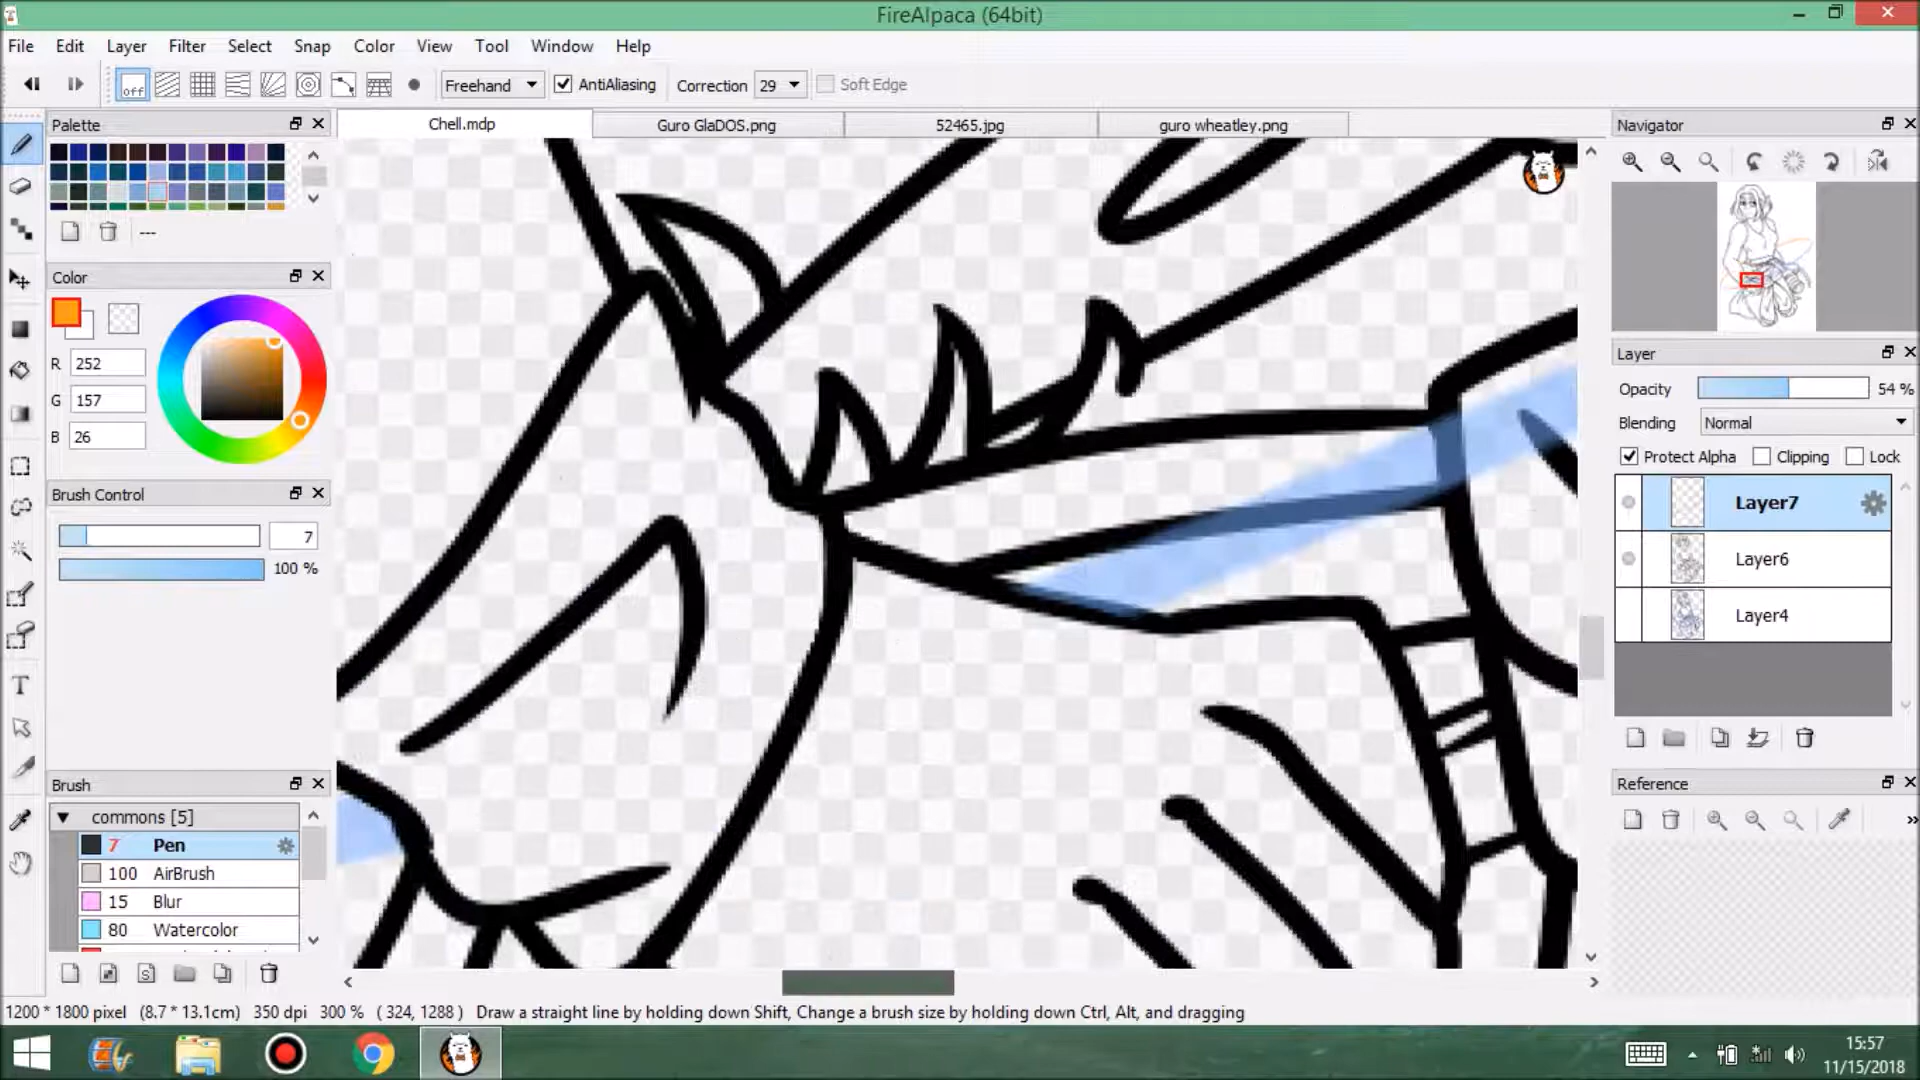 FireAlpaca (64bit)
File Edit Layer Filter Select Snap Color View Tool Window Help
off Freehand AntiAliasing Correction 29 Soft Edge
Palette Chell.mdp Guro GlaDOS.png 52465.jpg guro wheatley.png Navigator
---
Color
R 252
G 157
B 26
Layer
Opacity 54 %
Blending Normal
Protect Alpha Clipping Lock
Layer7
Layer6
Layer4
Brush Control
7
100 %
Brush
commons [5]
7 Pen
100 AirBrush
15 Blur
80 Watercolor
Reference
1200 * 1800 pixel (8.7 * 13.1cm) 350 dpi 300 % ( 324, 1288 ) Draw a straight line by holding down Shift, Change a brush size by holding down Ctrl, Alt, and dragging
15:57
11/15/2018